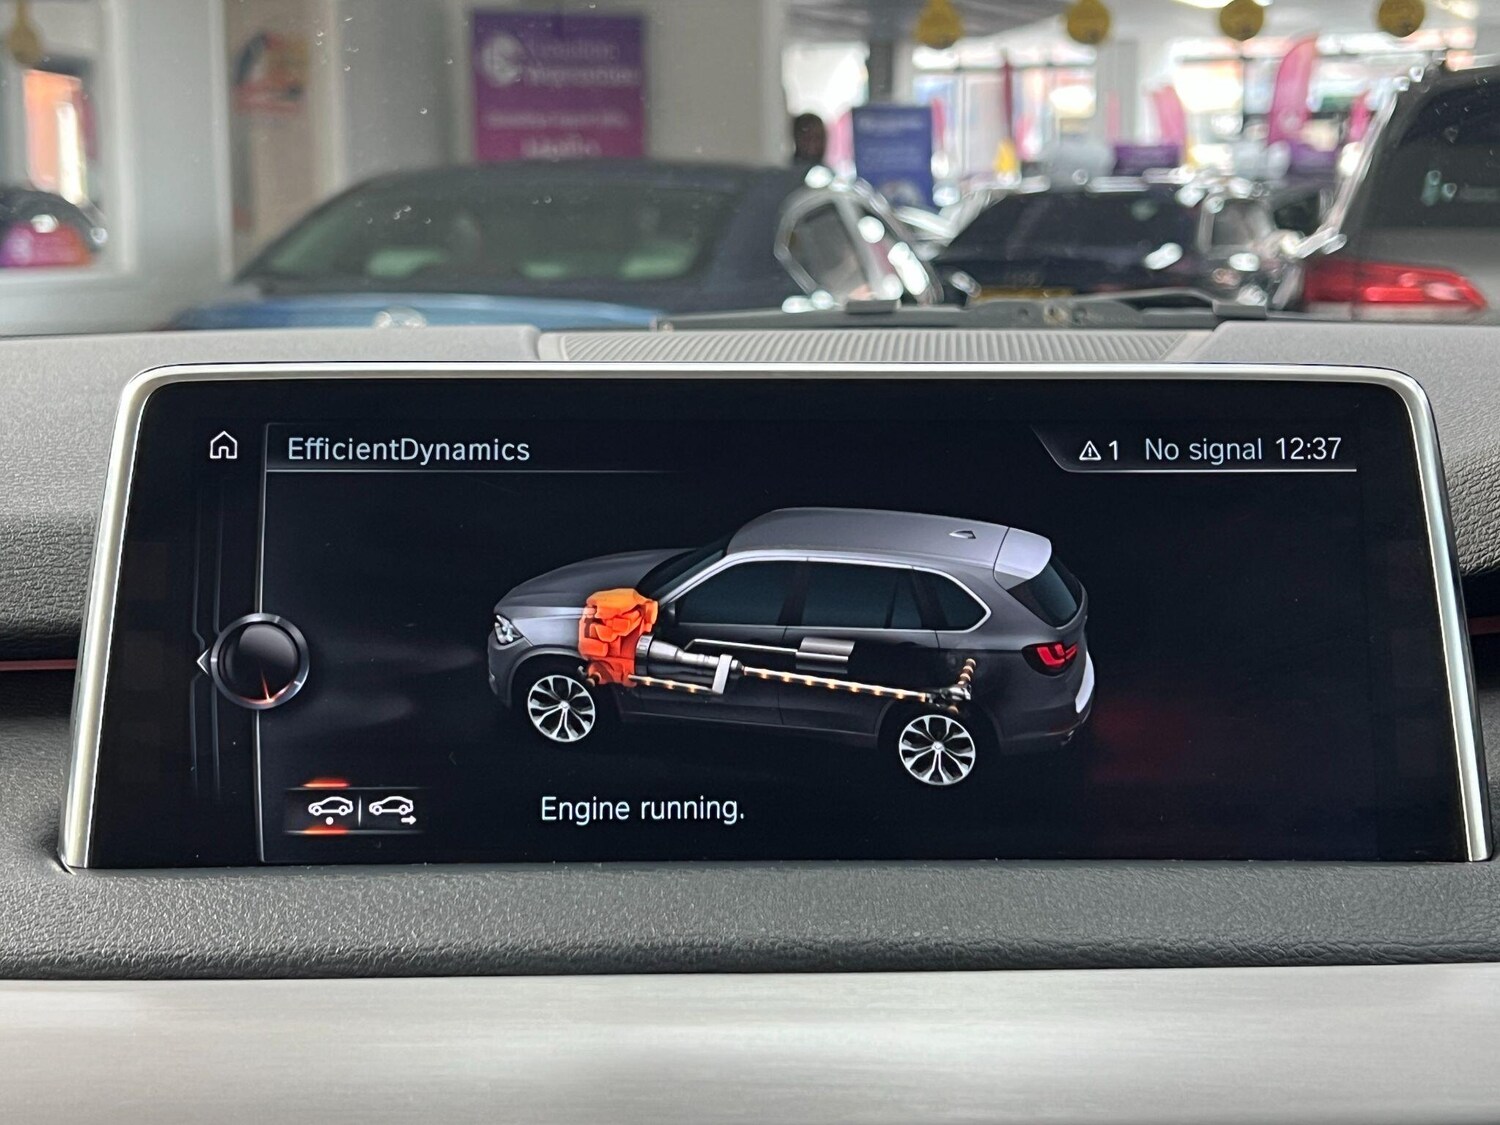 EfficientDynamics
1 No signal 12:37
Engine running.